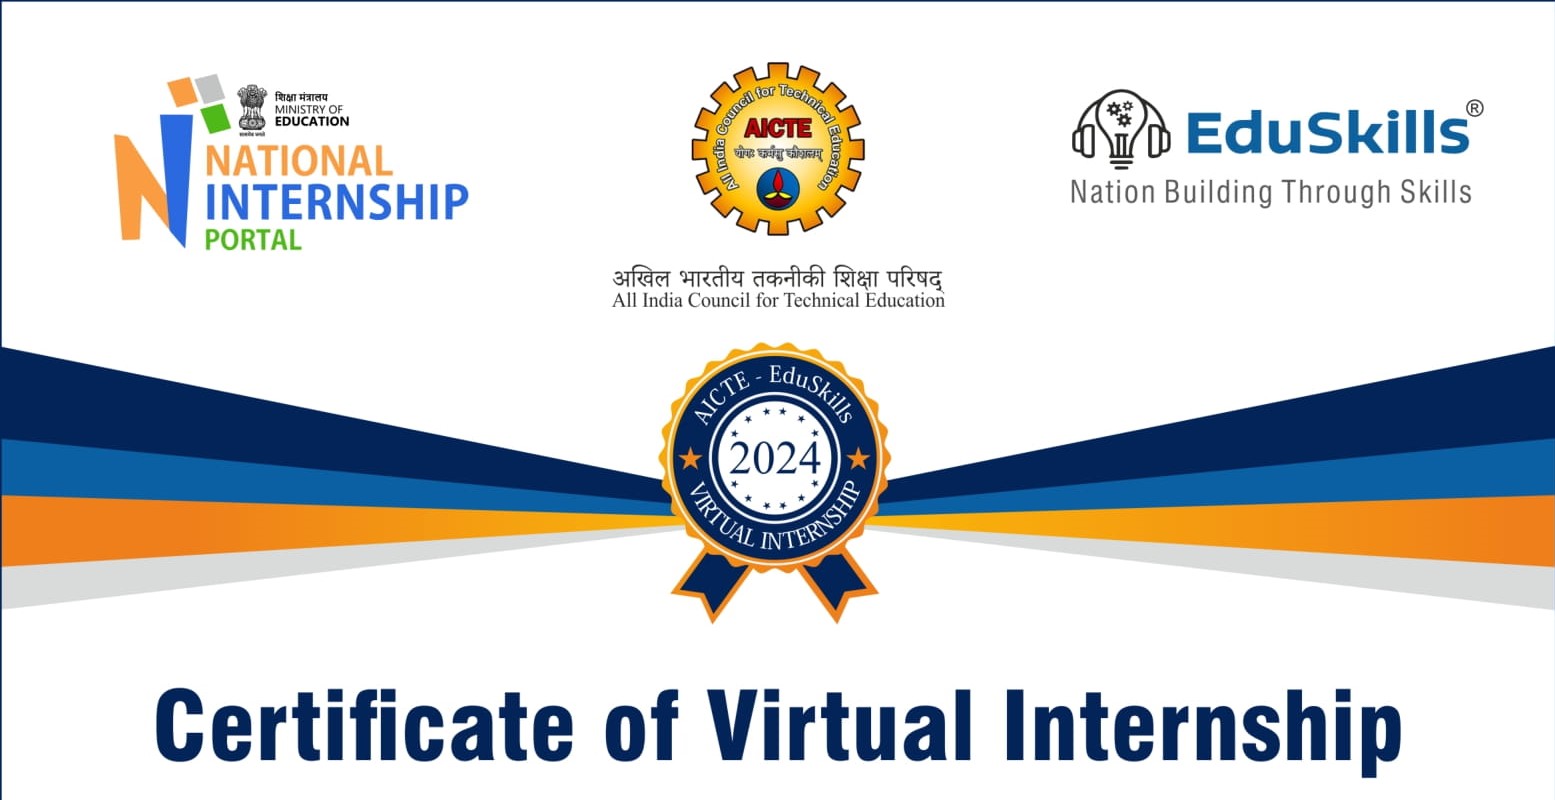 शिक्षा मंत्रालय
MINISTRY OF
EDUCATION
NATIONAL
INTERNSHIP
PORTAL
All India Council for Technical Education
AICTE
योगः कर्मसु कौशलम्
अखिल भारतीय तकनीकी शिक्षा परिषद्
All India Council for Technical Education
EduSkills®
Nation Building Through Skills
AICTE - EduSkills
2024
VIRTUAL INTERNSHIP
Certificate of Virtual Internship